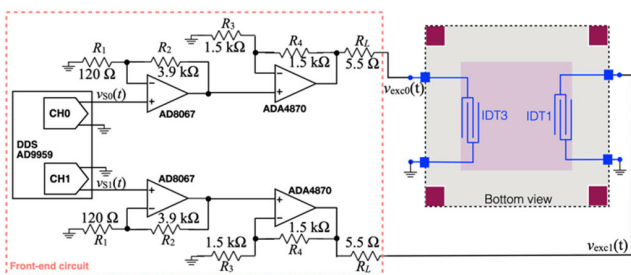 R3
1.5 kΩ
R1
120 Ω
R2
3.9 kΩ
R4
1.5 kΩ
RL
5.5 Ω
−
+
AD8067
−
+
ADA4870
vexc0(t)
CH0
vS0(t)
DDS
AD9959
CH1
vS1(t)
AD8067
+
−
ADA4870
+
−
120 Ω
R1
3.9 kΩ
R2
1.5 kΩ
R3
1.5 kΩ
R4
5.5 Ω
RL
Front-end circuit
IDT3
IDT1
Bottom view
vexc1(t)